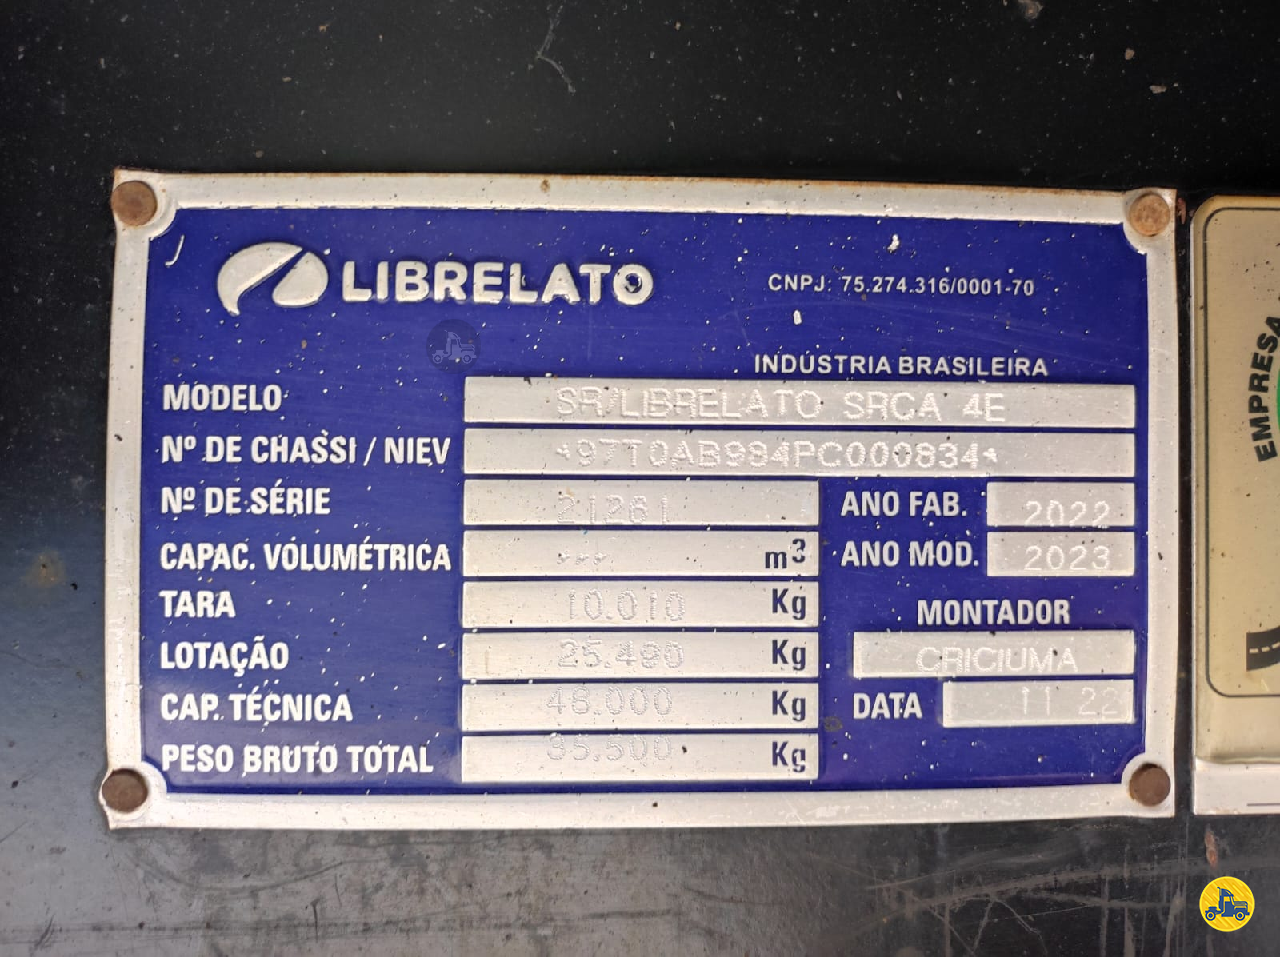 LIBRELATO
CNPJ: 75.274.316/0001-70
INDÚSTRIA BRASILEIRA
MODELO SR/LIBRELATO SRCA 4E
Nº DE CHASSI / NIEV *97T0AB984PC000834*
Nº DE SÉRIE 21261 ANO FAB. 2022
CAPAC. VOLUMÉTRICA *** m³ ANO MOD. 2023
TARA 10.010 Kg MONTADOR
LOTAÇÃO 25.490 Kg CRICIUMA
CAP. TÉCNICA 48.000 Kg DATA 11 22
PESO BRUTO TOTAL 35.500 Kg
EMPRESA